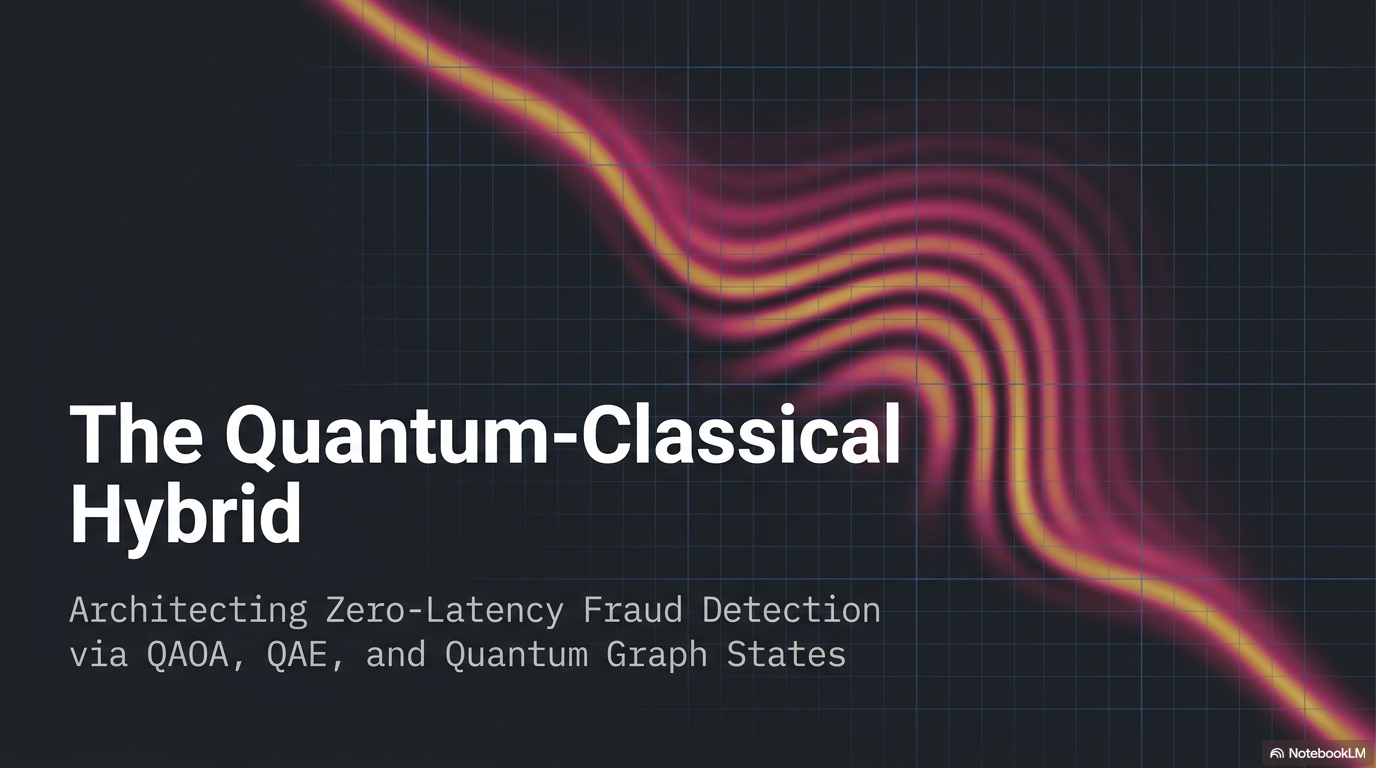 The Quantum-Classical
Hybrid
Architecting Zero-Latency Fraud Detection
via QAOA, QAE, and Quantum Graph States
NotebookLM